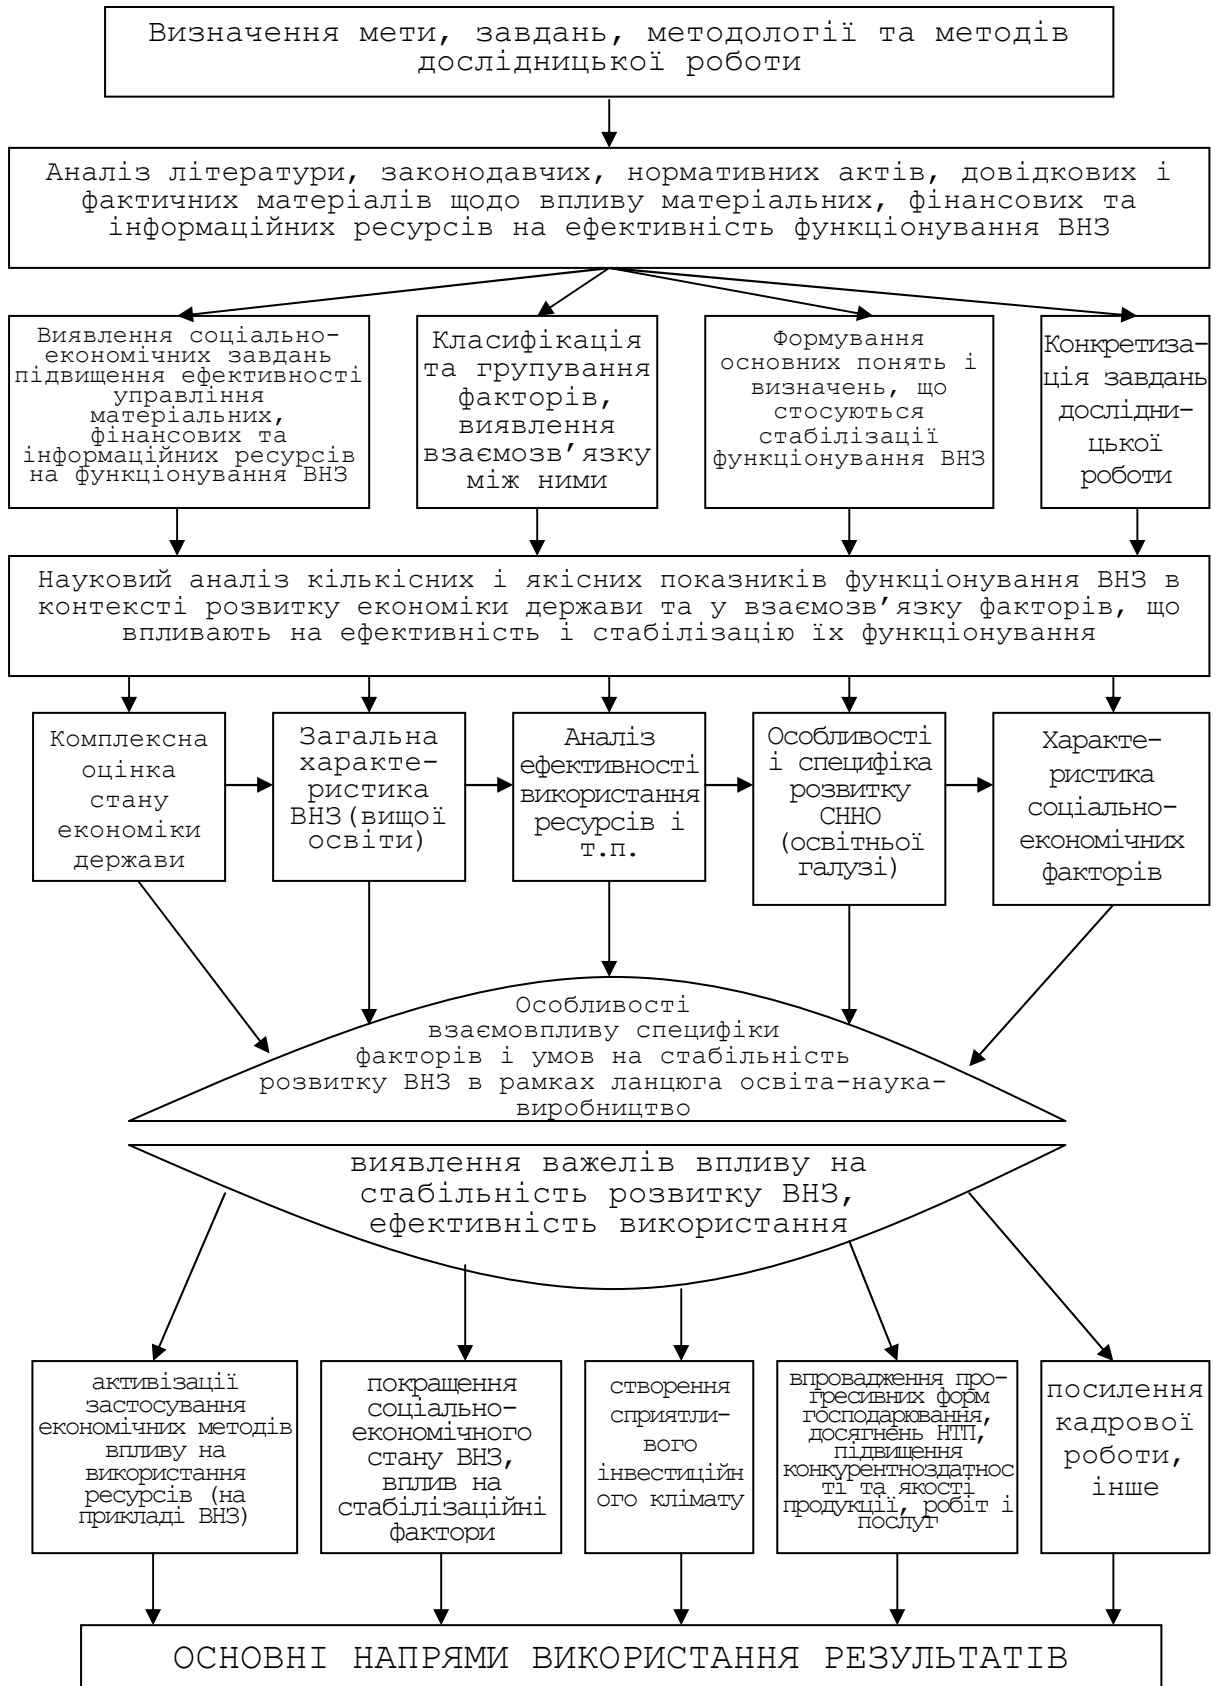 Визначення мети, завдань, методології та методів
дослідницької роботи
Аналіз літератури, законодавчих, нормативних актів, довідкових і
фактичних матеріалів щодо впливу матеріальних, фінансових та
інформаційних ресурсів на ефективність функціонування ВНЗ
Виявлення соціально-
економічних завдань
підвищення ефективності
управління
матеріальних,
фінансових та
інформаційних ресурсів
на функціонування ВНЗ
Класифікація
та групування
факторів,
виявлення
взаємозв’язку
між ними
Формування
основних понять і
визначень, що
стосуються
стабілізації
функціонування ВНЗ
Конкретиза-
ція завдань
дослідни-
цької
роботи
Науковий аналіз кількісних і якісних показників функціонування ВНЗ в
контексті розвитку економіки держави та у взаємозв’язку факторів, що
впливають на ефективність і стабілізацію їх функціонування
Комплексна
оцінка
стану
економіки
держави
Загальна
характе-
ристика
ВНЗ(вищої
освіти)
Аналіз
ефективності
використання
ресурсів і
т.п.
Особливості
і специфіка
розвитку
СННО
(освітньої
галузі)
Характе-
ристика
соціально-
економічних
факторів
Особливості
взаємовпливу специфіки
факторів і умов на стабільність
розвитку ВНЗ в рамках ланцюга освіта-наука-
виробництво
виявлення важелів впливу на
стабільність розвитку ВНЗ,
ефективність використання
активізації
застосування
економічних методів
впливу на
використання
ресурсів (на
прикладі ВНЗ)
покращення
соціально-
економічного
стану ВНЗ,
вплив на
стабілізаційні
фактори
створення
сприятли-
вого
інвестиційн
ого клімату
впровадження про-
гресивних форм
господарювання,
досягнень НТП,
підвищення
конкурентноздатнос
ті та якості
продукції, робіт і
послуг
посилення
кадрової
роботи,
інше
ОСНОВНІ НАПРЯМИ ВИКОРИСТАННЯ РЕЗУЛЬТАТІВ